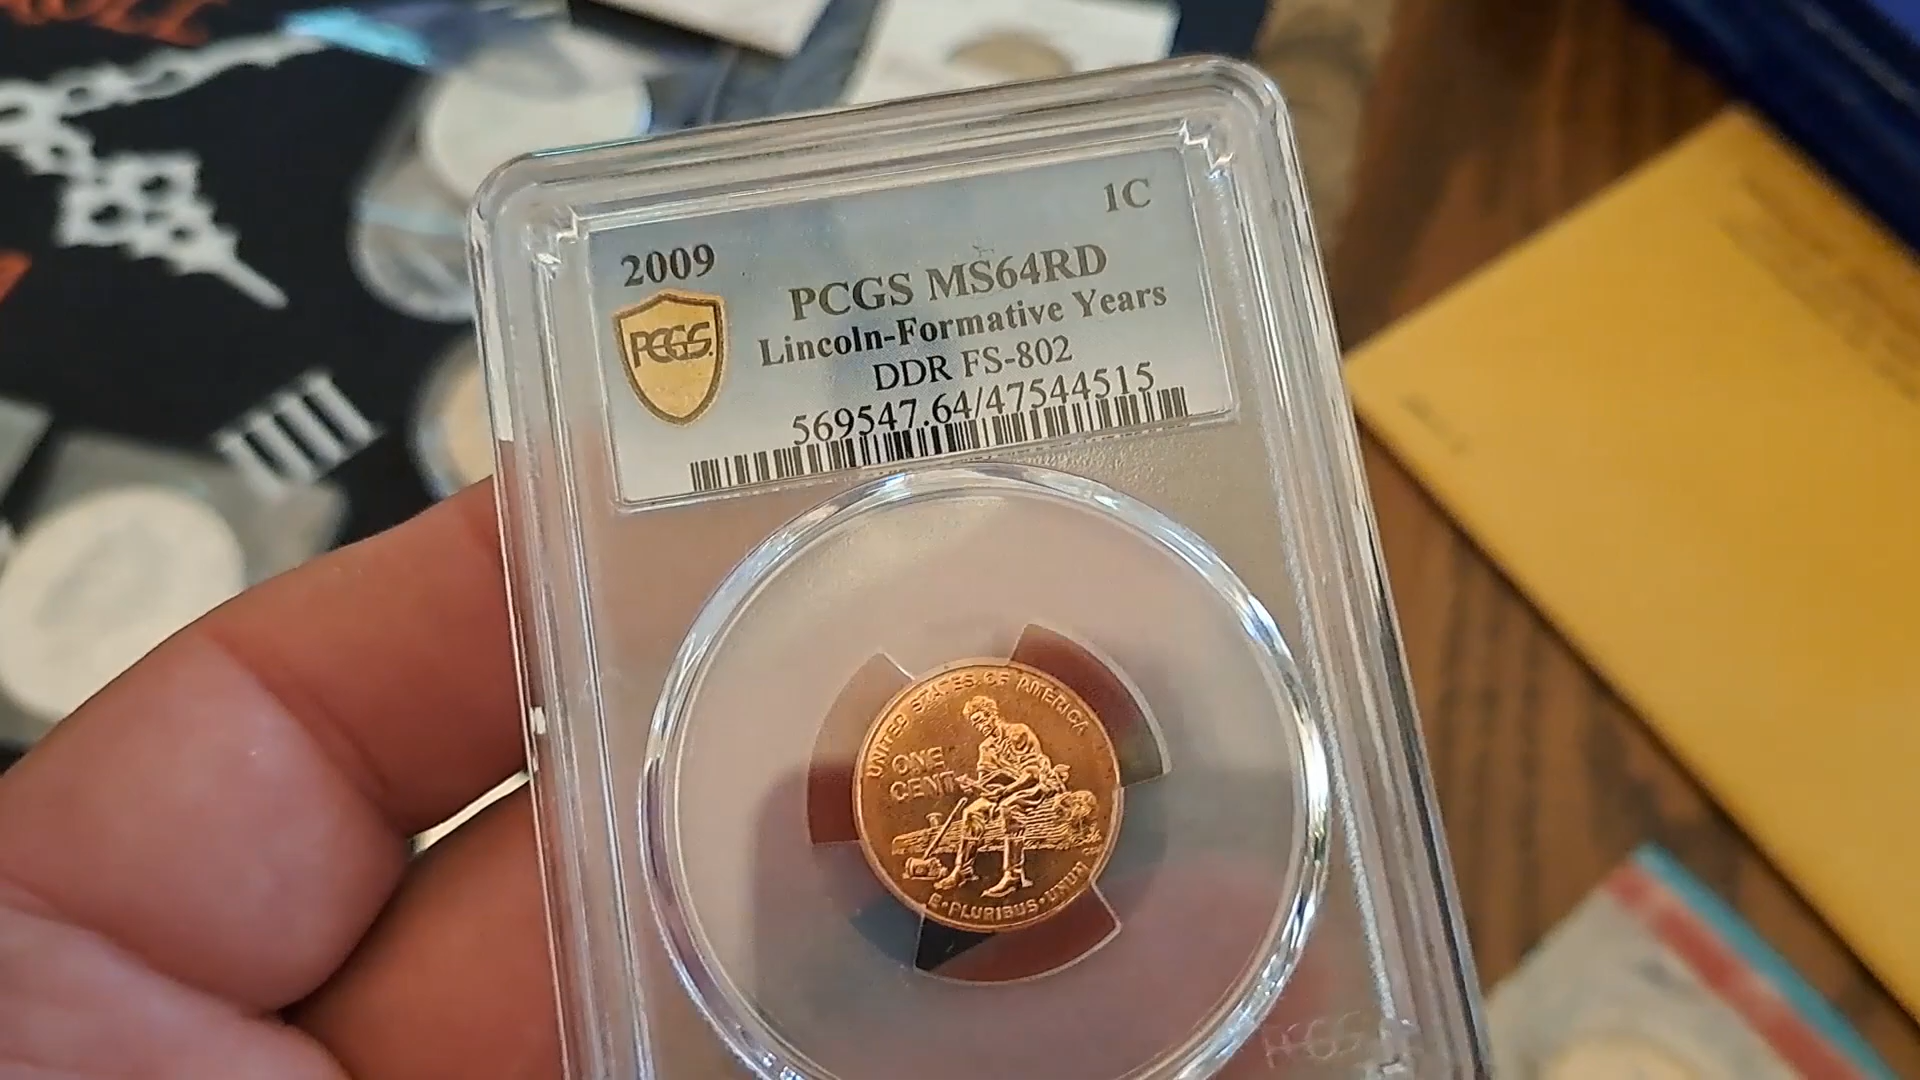 1C
2009
PCGS MS64RD
PCGS
Lincoln-Formative Years
DDR FS-802
569547.64/47544515
UNITED STATES OF AMERICA
ONE
CENT
E·PLURIBUS·UNUM
PCGS